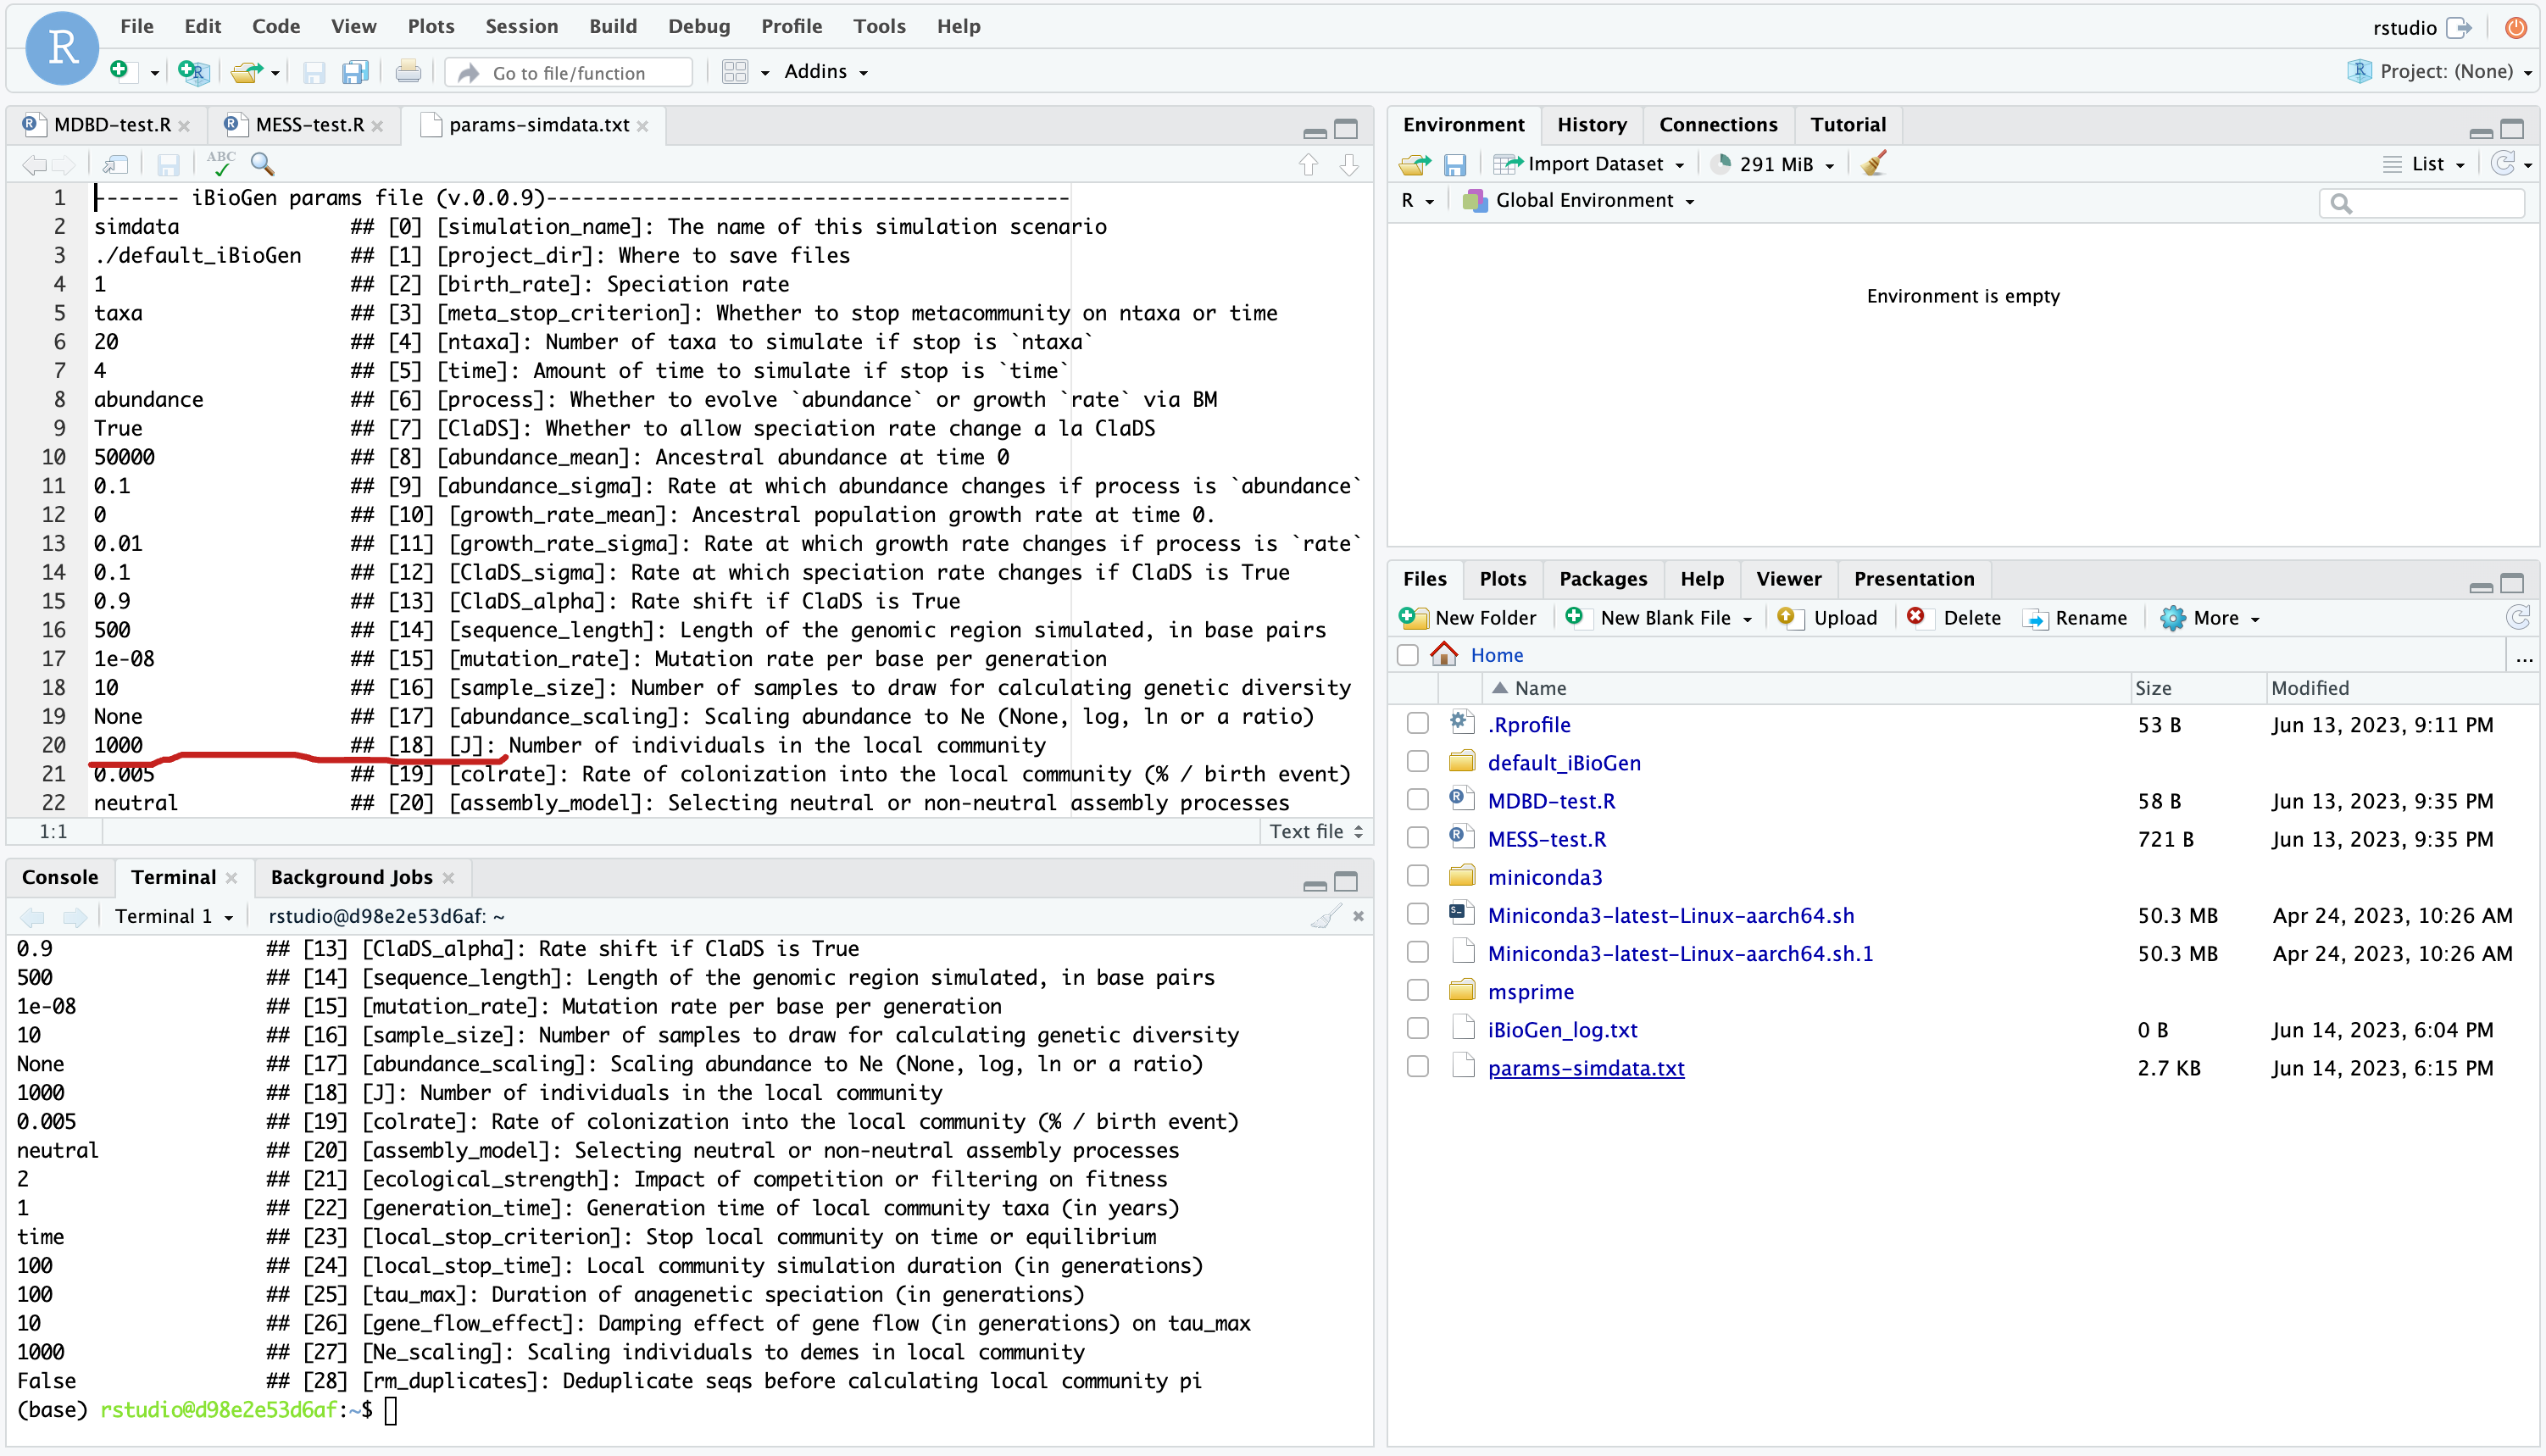 R File Edit Code View Plots Session Build Debug Profile Tools Help rstudio
Go to file/function Addins Project: (None)
MDBD-test.R MESS-test.R params-simdata.txt
ABC
1 ------- iBioGen params file (v.0.0.9)-------------------------------------------
2 simdata ## [0] [simulation_name]: The name of this simulation scenario
3 ./default_iBioGen ## [1] [project_dir]: Where to save files
4 1 ## [2] [birth_rate]: Speciation rate
5 taxa ## [3] [meta_stop_criterion]: Whether to stop metacommunity on ntaxa or time
6 20 ## [4] [ntaxa]: Number of taxa to simulate if stop is `ntaxa`
7 4 ## [5] [time]: Amount of time to simulate if stop is `time`
8 abundance ## [6] [process]: Whether to evolve `abundance` or growth `rate` via BM
9 True ## [7] [ClaDS]: Whether to allow speciation rate change a la ClaDS
10 50000 ## [8] [abundance_mean]: Ancestral abundance at time 0
11 0.1 ## [9] [abundance_sigma]: Rate at which abundance changes if process is `abundance`
12 0 ## [10] [growth_rate_mean]: Ancestral population growth rate at time 0.
13 0.01 ## [11] [growth_rate_sigma]: Rate at which growth rate changes if process is `rate`
14 0.1 ## [12] [ClaDS_sigma]: Rate at which speciation rate changes if ClaDS is True
15 0.9 ## [13] [ClaDS_alpha]: Rate shift if ClaDS is True
16 500 ## [14] [sequence_length]: Length of the genomic region simulated, in base pairs
17 1e-08 ## [15] [mutation_rate]: Mutation rate per base per generation
18 10 ## [16] [sample_size]: Number of samples to draw for calculating genetic diversity
19 None ## [17] [abundance_scaling]: Scaling abundance to Ne (None, log, ln or a ratio)
20 1000 ## [18] [J]: Number of individuals in the local community
21 0.005 ## [19] [colrate]: Rate of colonization into the local community (% / birth event)
22 neutral ## [20] [assembly_model]: Selecting neutral or non-neutral assembly processes
1:1 Text file
Console Terminal Background Jobs
Terminal 1 rstudio@d98e2e53d6af: ~
0.9 ## [13] [ClaDS_alpha]: Rate shift if ClaDS is True
500 ## [14] [sequence_length]: Length of the genomic region simulated, in base pairs
1e-08 ## [15] [mutation_rate]: Mutation rate per base per generation
10 ## [16] [sample_size]: Number of samples to draw for calculating genetic diversity
None ## [17] [abundance_scaling]: Scaling abundance to Ne (None, log, ln or a ratio)
1000 ## [18] [J]: Number of individuals in the local community
0.005 ## [19] [colrate]: Rate of colonization into the local community (% / birth event)
neutral ## [20] [assembly_model]: Selecting neutral or non-neutral assembly processes
2 ## [21] [ecological_strength]: Impact of competition or filtering on fitness
1 ## [22] [generation_time]: Generation time of local community taxa (in years)
time ## [23] [local_stop_criterion]: Stop local community on time or equilibrium
100 ## [24] [local_stop_time]: Local community simulation duration (in generations)
100 ## [25] [tau_max]: Duration of anagenetic speciation (in generations)
10 ## [26] [gene_flow_effect]: Damping effect of gene flow (in generations) on tau_max
1000 ## [27] [Ne_scaling]: Scaling individuals to demes in local community
False ## [28] [rm_duplicates]: Deduplicate seqs before calculating local community pi
(base) rstudio@d98e2e53d6af:~$
Environment History Connections Tutorial
Import Dataset 291 MiB List
R Global Environment
Environment is empty
Files Plots Packages Help Viewer Presentation
New Folder New Blank File Upload Delete Rename More
Home ...
Name Size Modified
.Rprofile 53 B Jun 13, 2023, 9:11 PM
default_iBioGen
MDBD-test.R 58 B Jun 13, 2023, 9:35 PM
MESS-test.R 721 B Jun 13, 2023, 9:35 PM
miniconda3
Miniconda3-latest-Linux-aarch64.sh 50.3 MB Apr 24, 2023, 10:26 AM
Miniconda3-latest-Linux-aarch64.sh.1 50.3 MB Apr 24, 2023, 10:26 AM
msprime
iBioGen_log.txt 0 B Jun 14, 2023, 6:04 PM
params-simdata.txt 2.7 KB Jun 14, 2023, 6:15 PM